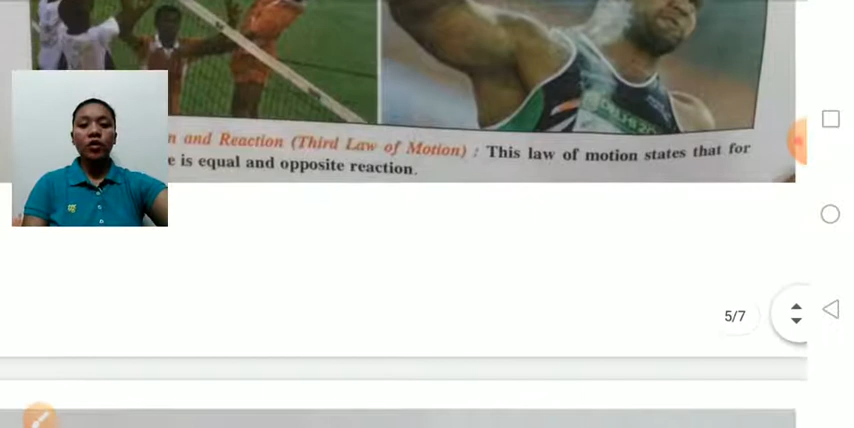 n and Reaction (Third Law of Motion) : This law of motion states that for
e is equal and opposite reaction.
5/7